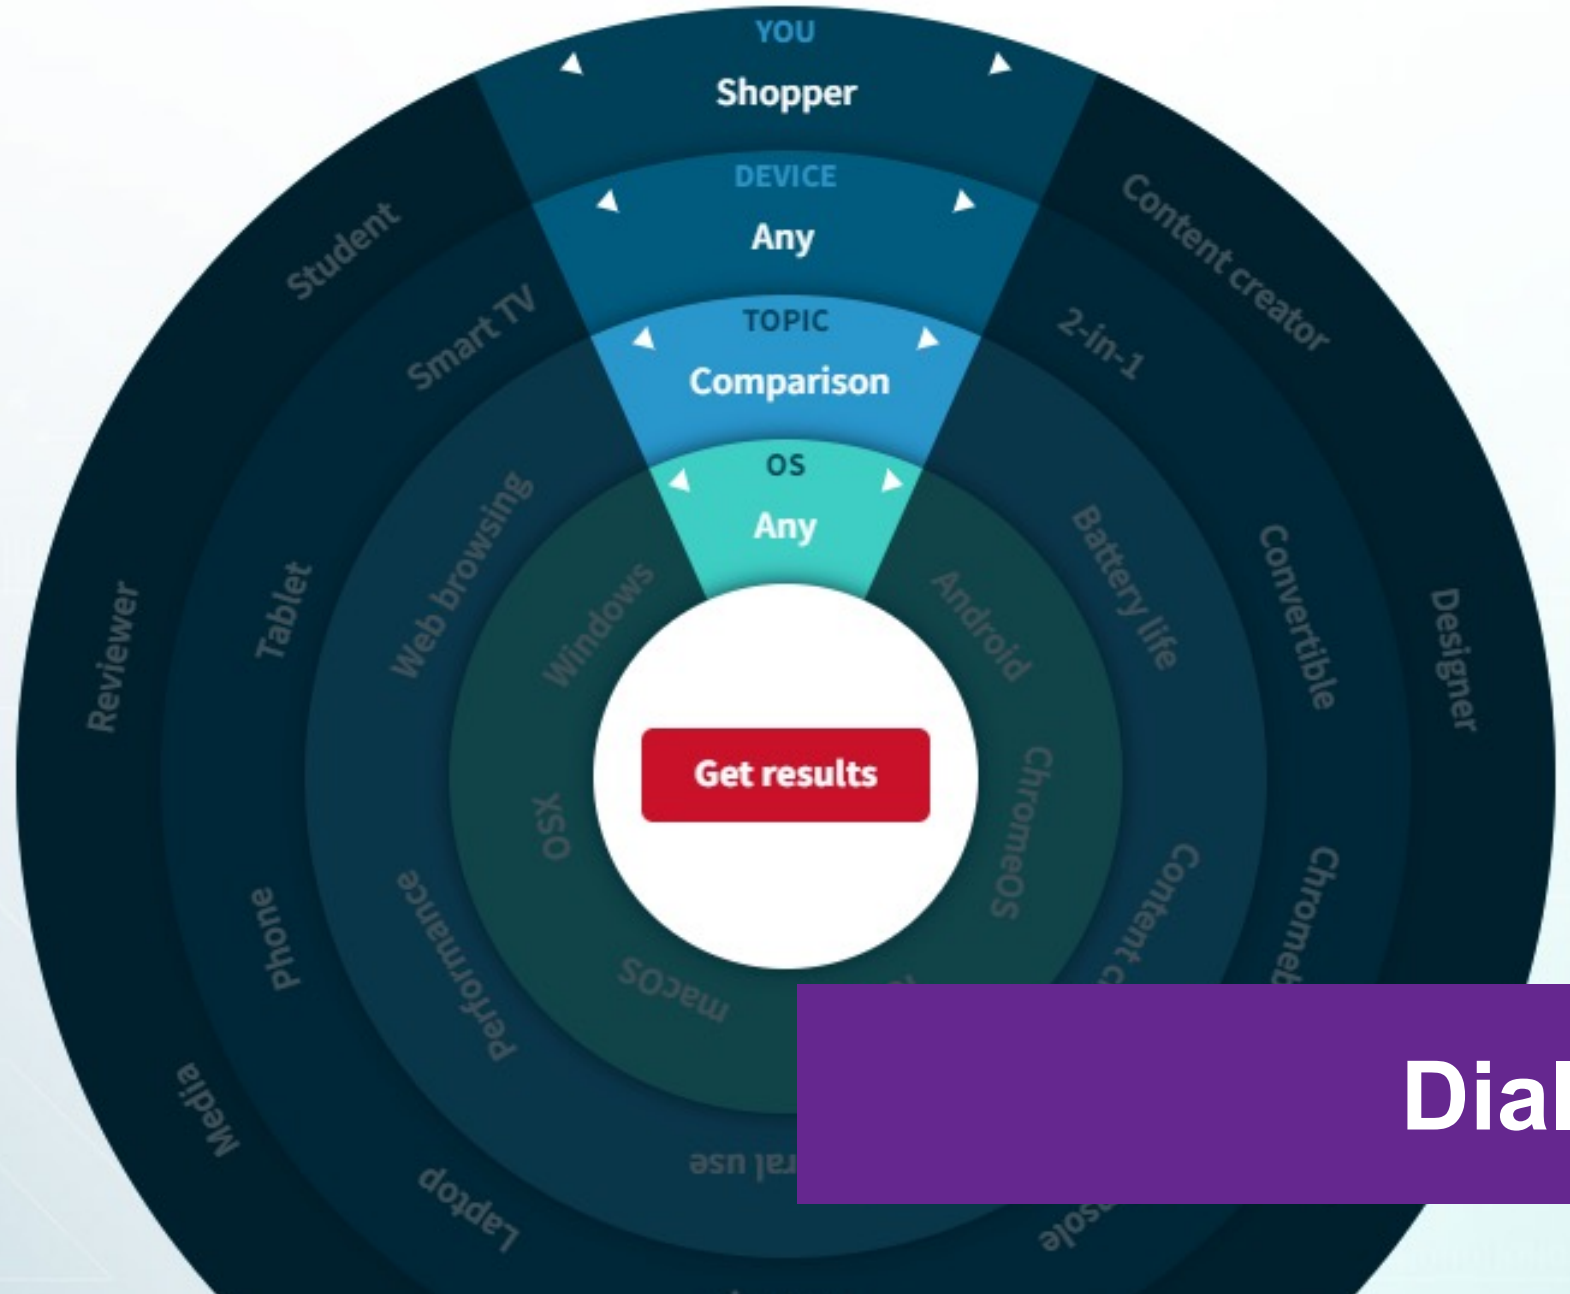 YOU
Shopper
DEVICE
Any
TOPIC
Comparison
OS
Any
Get results
Student
Content creator
Smart TV
2-in-1
Web browsing
Battery life
Windows
Android
Tablet
Convertible
Reviewer
Designer
OSX
ChromeOS
Performance
Phone
macOS
Media
Laptop
use